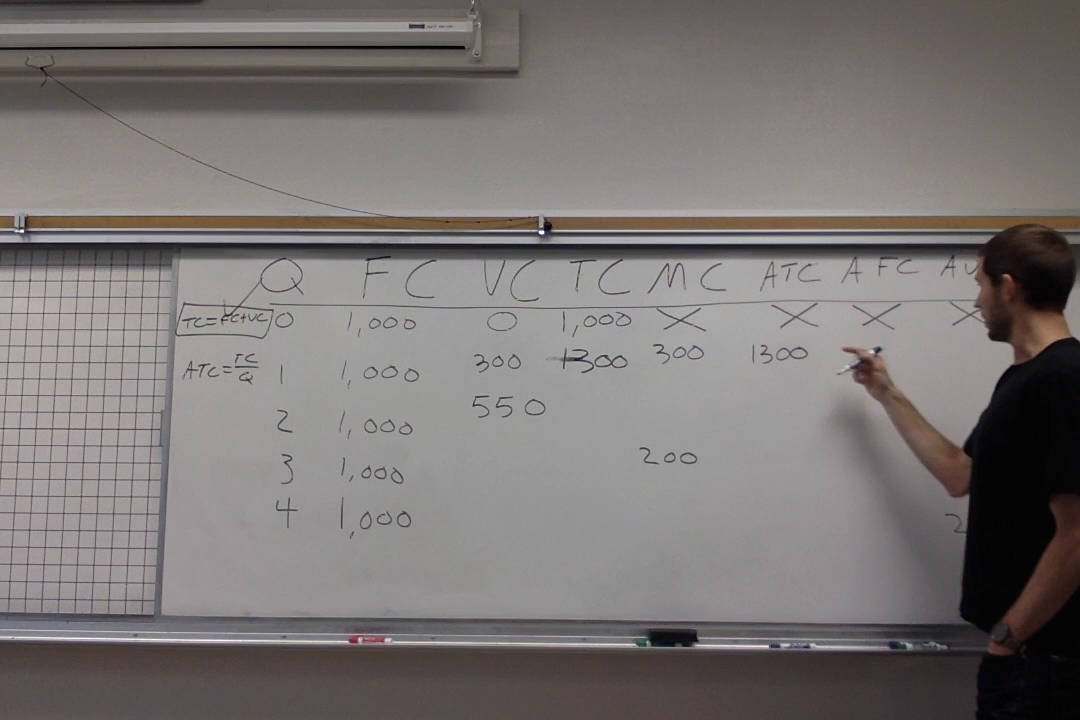 Q FC VC TC MC ATC AFC
TC=FC+VC 0 1,000 0 1,000 X X X X
ATC=TC/Q 1 1,000 300 1300 300 1300
2 1,000 550
3 1,000 200
4 1,000 2